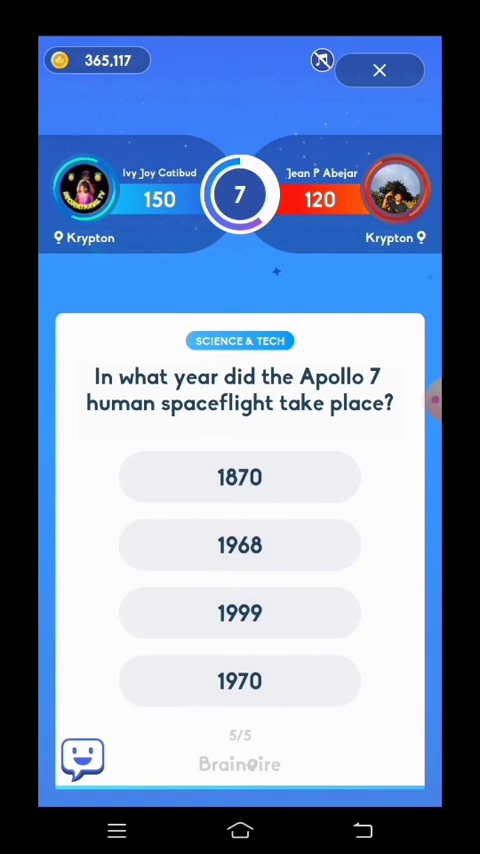 365,117
Ivy Joy Catibud
150
7
Jean P Abejar
120
Krypton
Krypton
SCIENCE & TECH
In what year did the Apollo 7
human spaceflight take place?
1870
1968
1999
1970
5/5
Brainoire